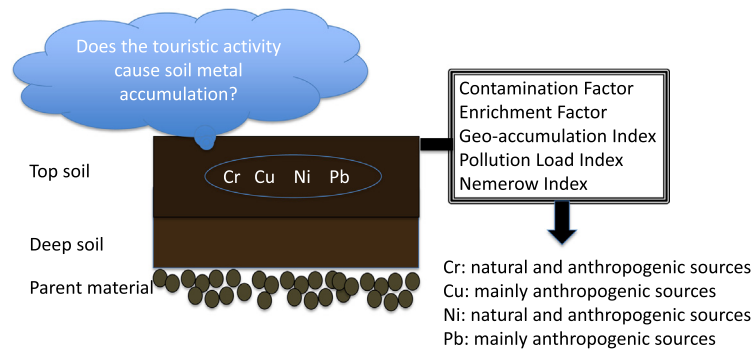 Does the touristic activity
cause soil metal
accumulation?
Contamination Factor
Enrichment Factor
Geo-accumulation Index
Pollution Load Index
Nemerow Index
Top soil
Cr Cu Ni Pb
Deep soil
Parent material
Cr: natural and anthropogenic sources
Cu: mainly anthropogenic sources
Ni: natural and anthropogenic sources
Pb: mainly anthropogenic sources